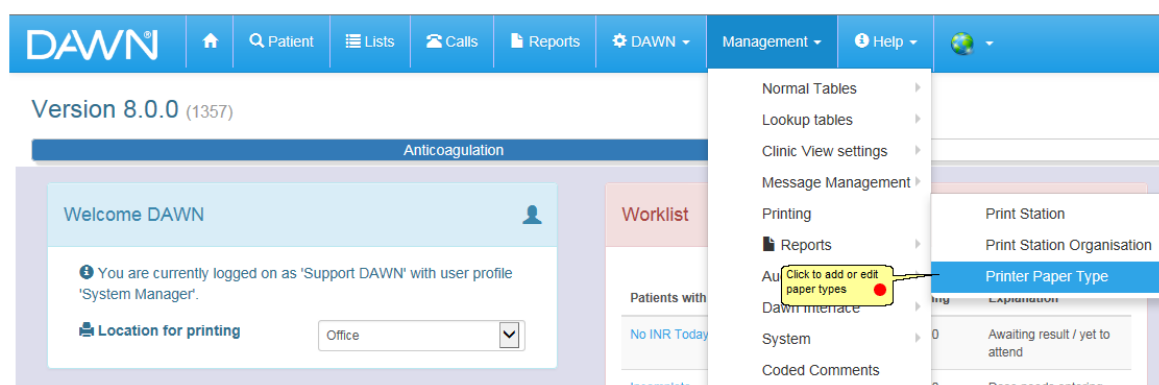 DAWN® Patient Lists Calls Reports DAWN Management Help
Version 8.0.0 (1357)
Anticoagulation
Welcome DAWN
You are currently logged on as 'Support DAWN' with user profile
'System Manager'.
Location for printing Office
Worklist
Patients with
No INR Today
Normal Tables
Lookup tables
Clinic View settings
Message Management
Printing
Reports
Au
Dawn Interface
System
Coded Comments
Print Station
Print Station Organisation
Printer Paper Type
Click to add or edit
paper types
Explanation
0 Awaiting result / yet to
attend